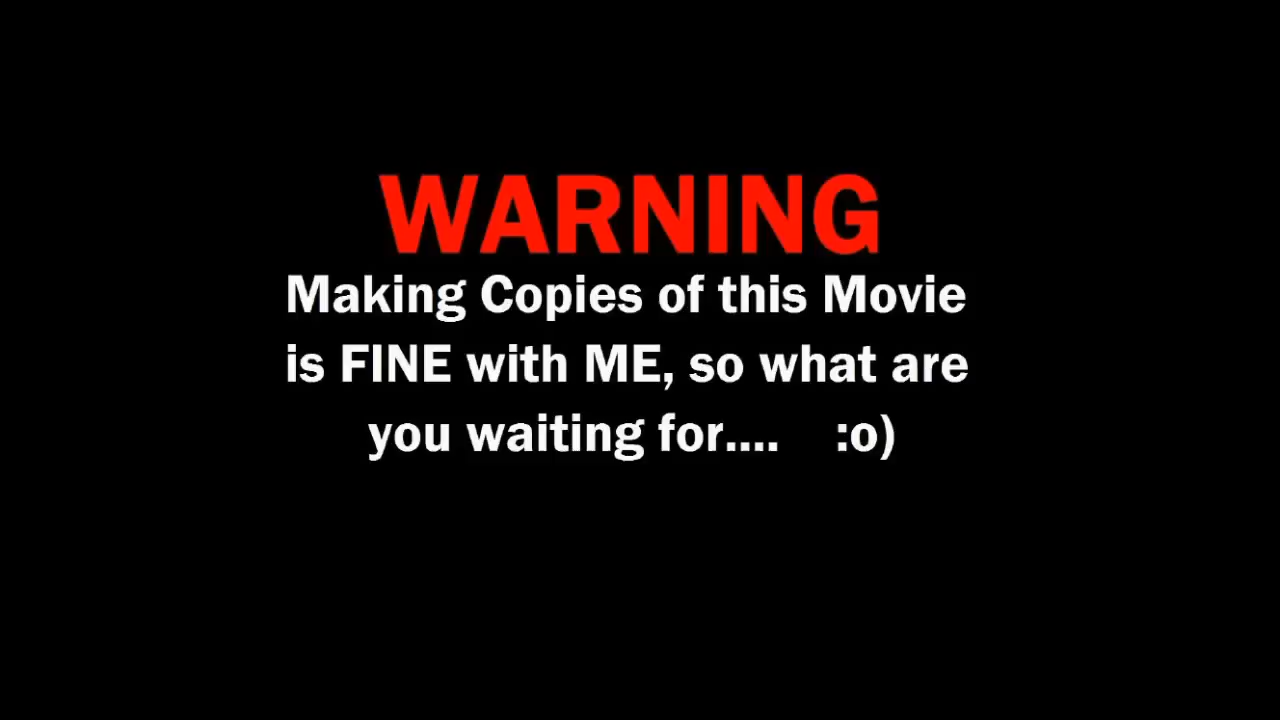 WARNING
Making Copies of this Movie
is FINE with ME, so what are
you waiting for.... :o)